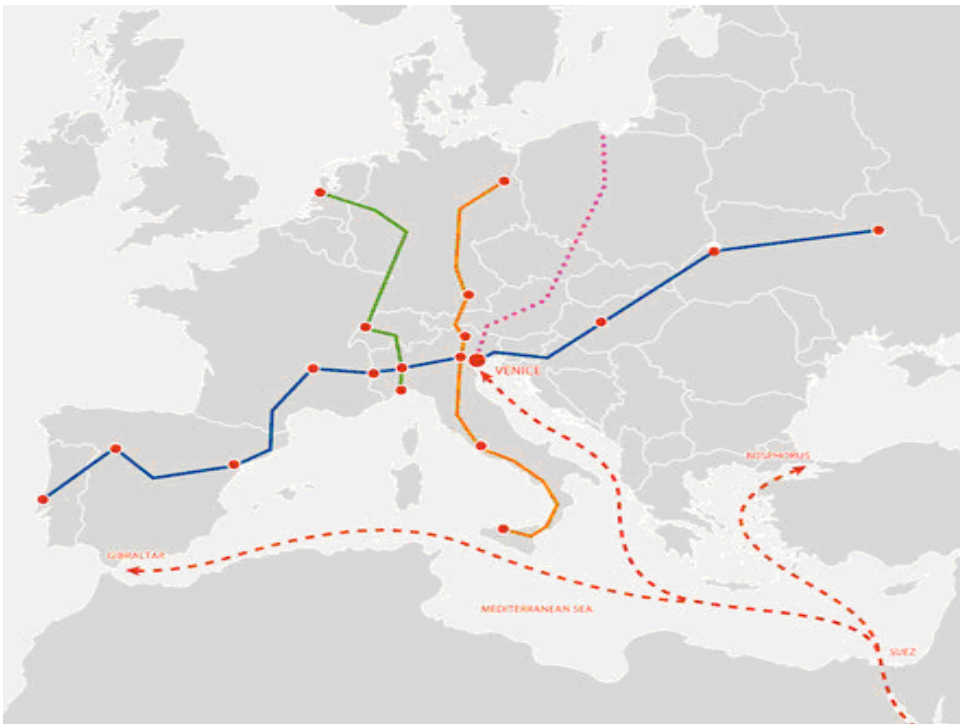 VENICE
BOSPHORUS
GIBRALTAR
MEDITERRANEAN SEA
SUEZ